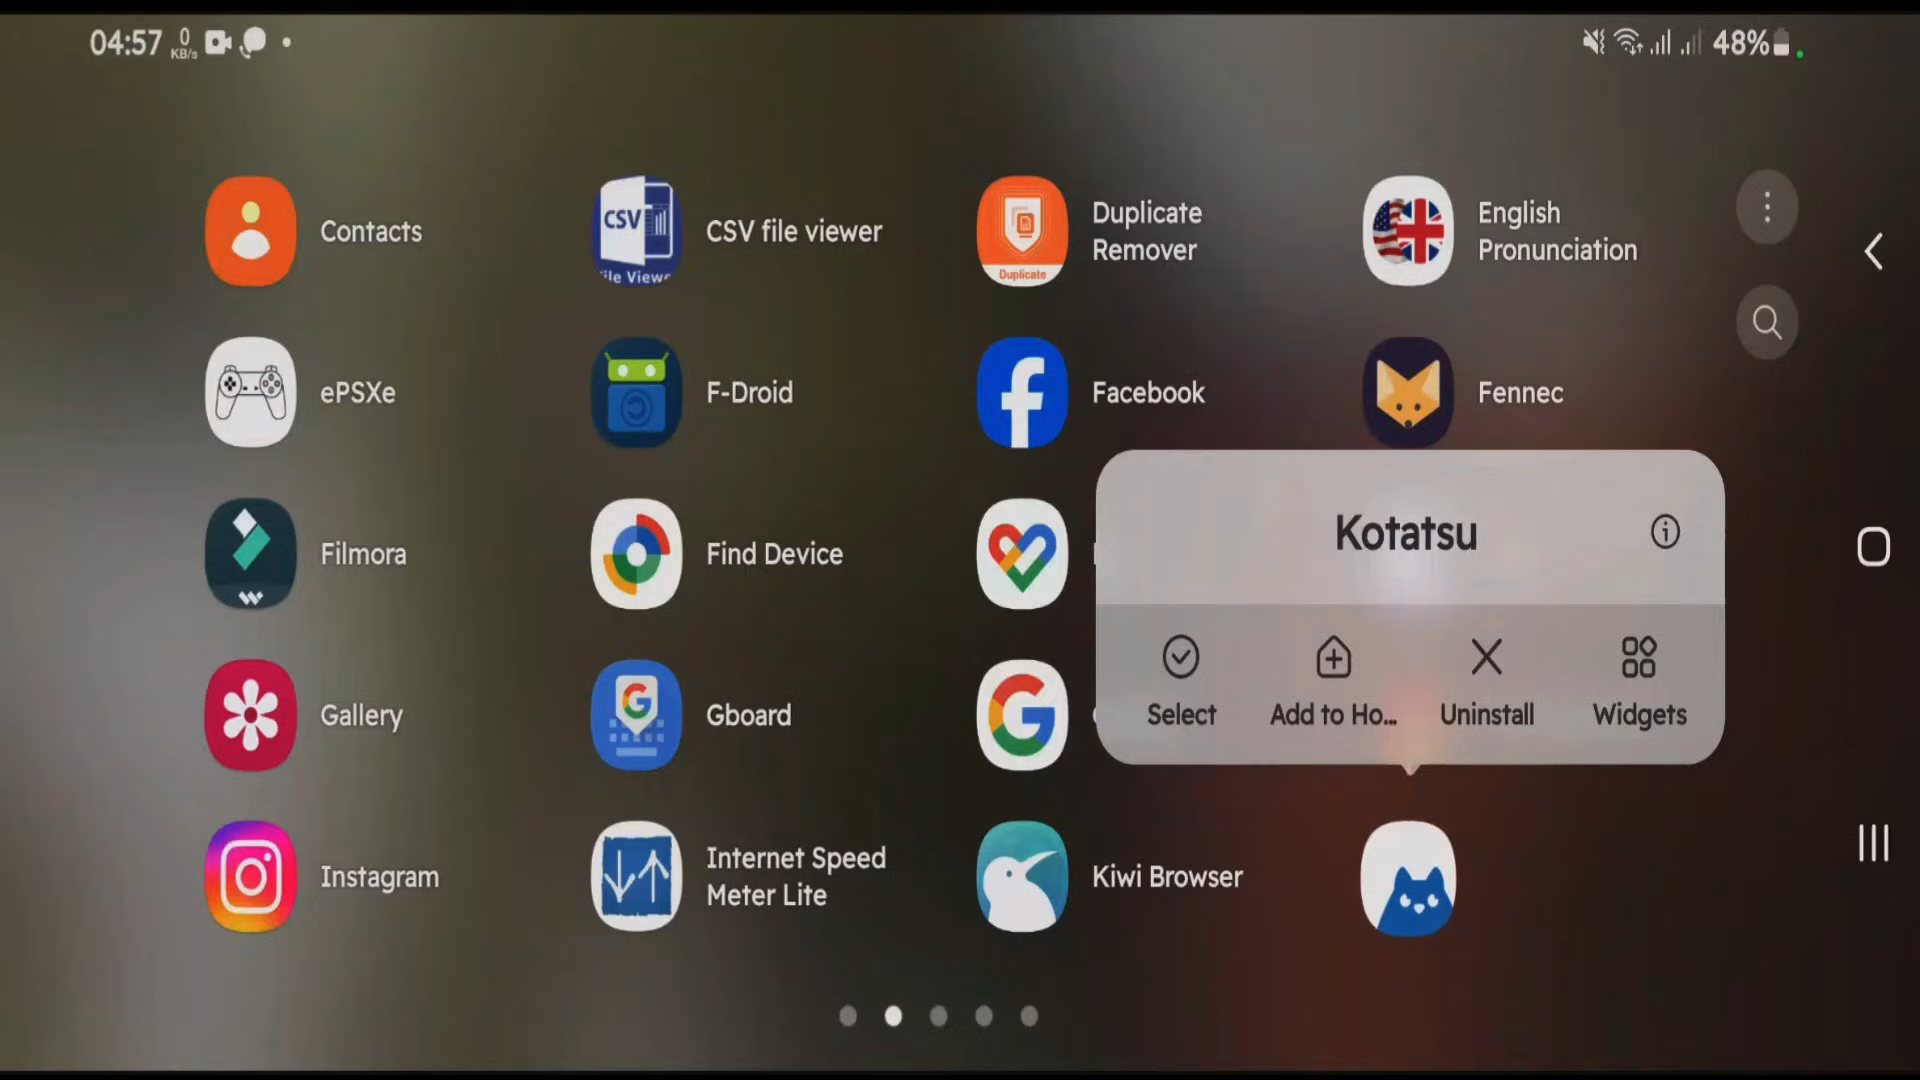 04:57 0 KB/s 48%
Contacts
CSV
ile Viewe
CSV file viewer
Duplicate
Duplicate
Remover
English
Pronunciation
ePSXe
F-Droid
Facebook
Fennec
Filmora
Find Device
Kotatsu
Gallery
Gboard
Select
Add to Ho...
Uninstall
Widgets
Instagram
Internet Speed
Meter Lite
Kiwi Browser